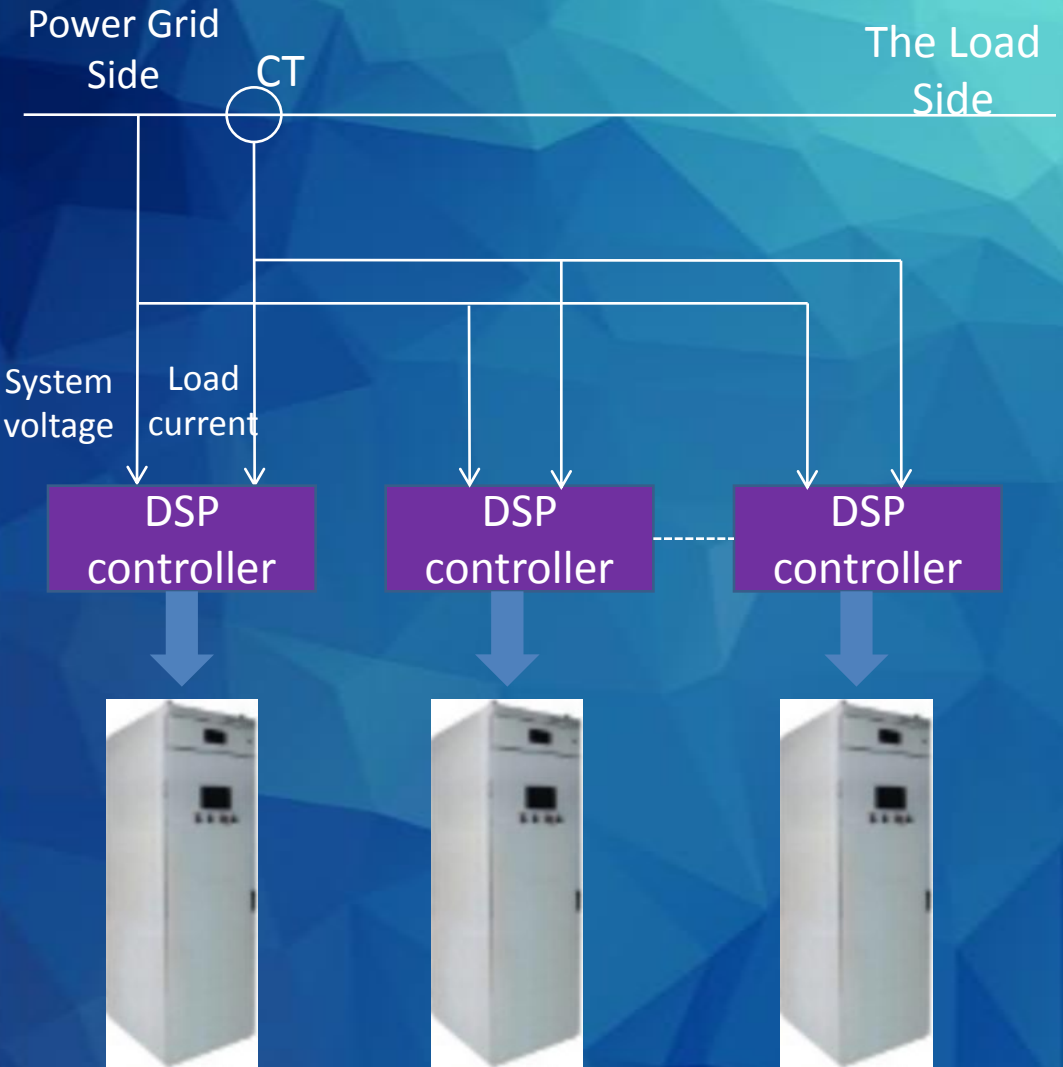 Power Grid
Side
CT
The Load
Side
System
voltage
Load
current
DSP
controller
DSP
controller
DSP
controller